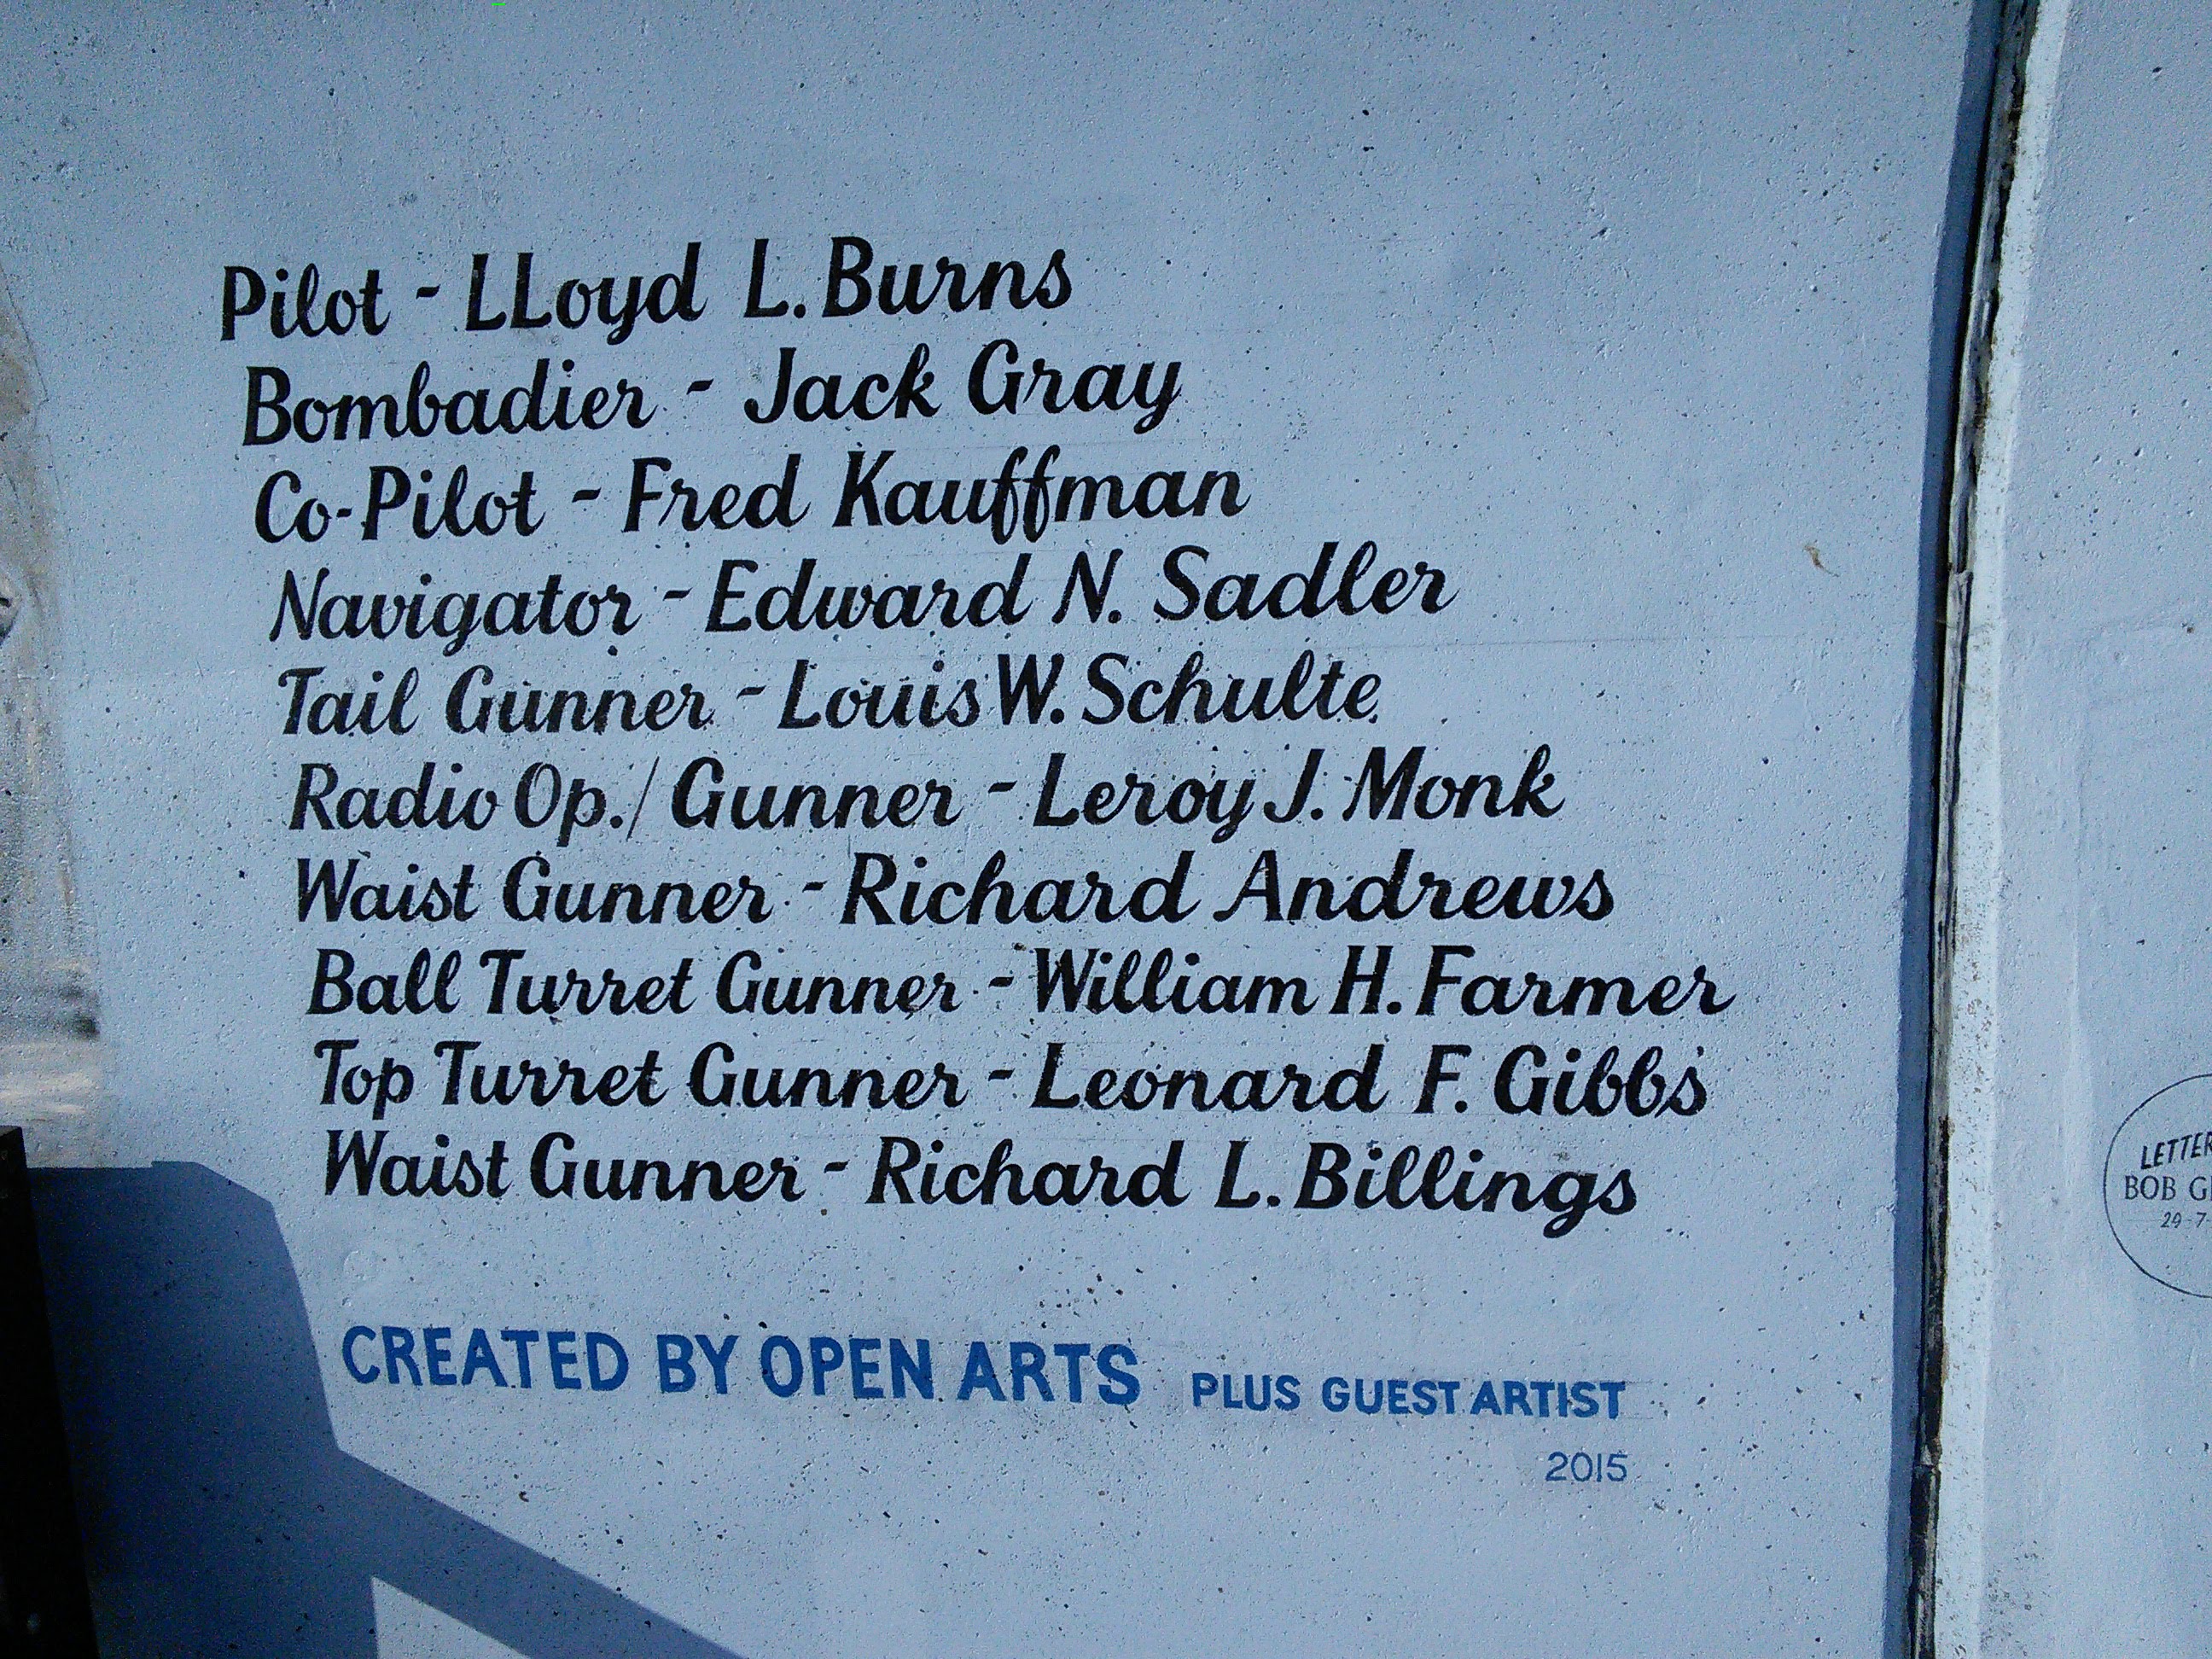 Pilot - LLoyd L. Burns
Bombadier - Jack Gray
Co-Pilot - Fred Kauffman
Navigator - Edward N. Sadler
Tail Gunner - Louis W. Schulte
Radio Op./ Gunner - Leroy J. Monk
Waist Gunner - Richard Andrews
Ball Turret Gunner - William H. Farmer
Top Turret Gunner - Leonard F. Gibbs
Waist Gunner - Richard L. Billings
CREATED BY OPEN ARTS PLUS GUEST ARTIST
2015
BOB